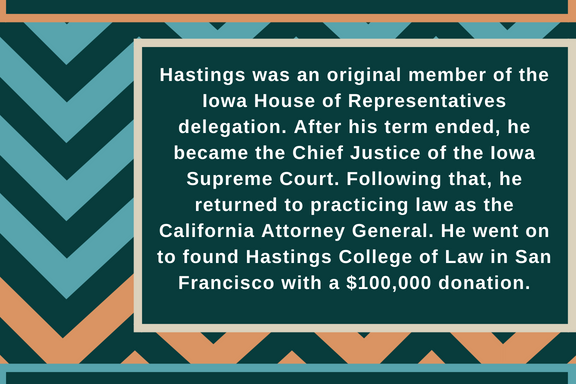 Hastings was an original member of the
Iowa House of Representatives
delegation. After his term ended, he
became the Chief Justice of the Iowa
Supreme Court. Following that, he
returned to practicing law as the
California Attorney General. He went on
to found Hastings College of Law in San
Francisco with a $100,000 donation.